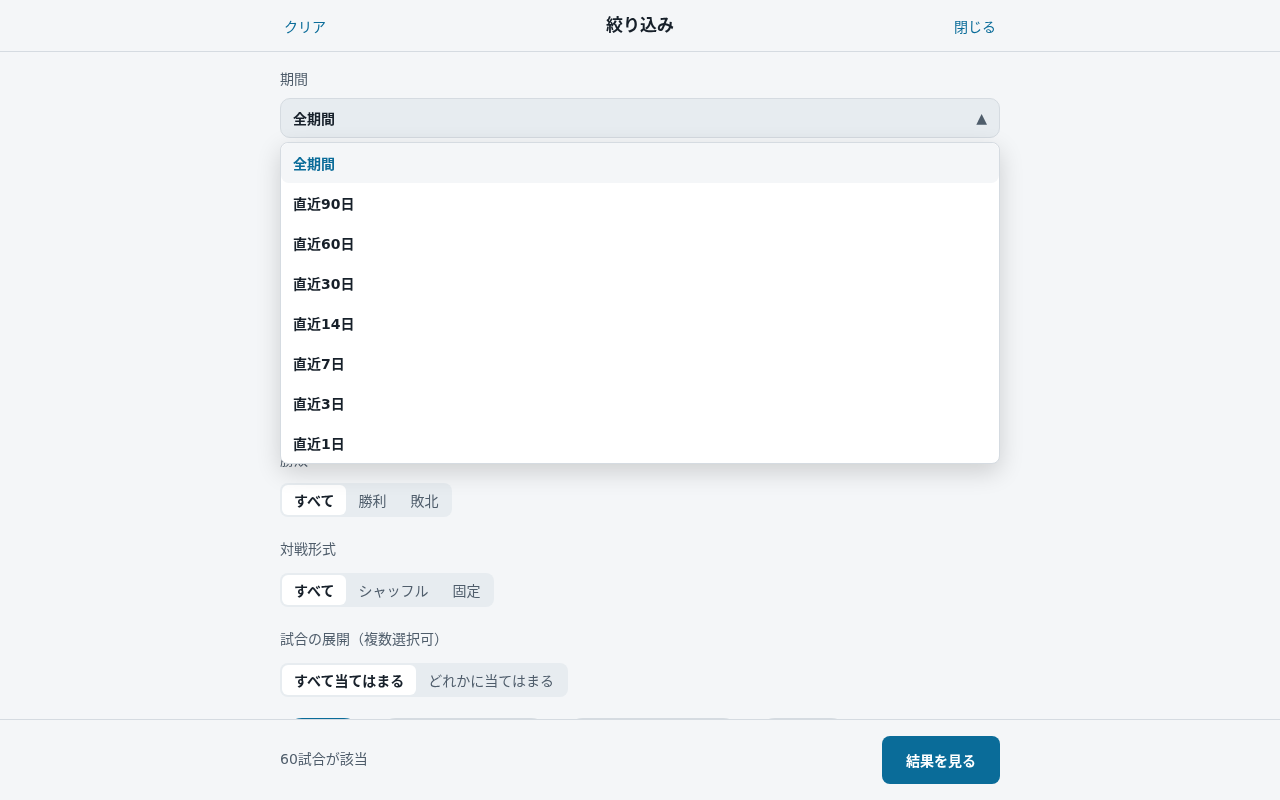 クリア
絞り込み
閉じる
期間
全期間 ▲
全期間
直近90日
直近60日
直近30日
直近14日
直近7日
直近3日
直近1日
すべて 勝利 敗北
対戦形式
すべて シャッフル 固定
試合の展開（複数選択可）
すべて当てはまる どれかに当てはまる
60試合が該当
結果を見る